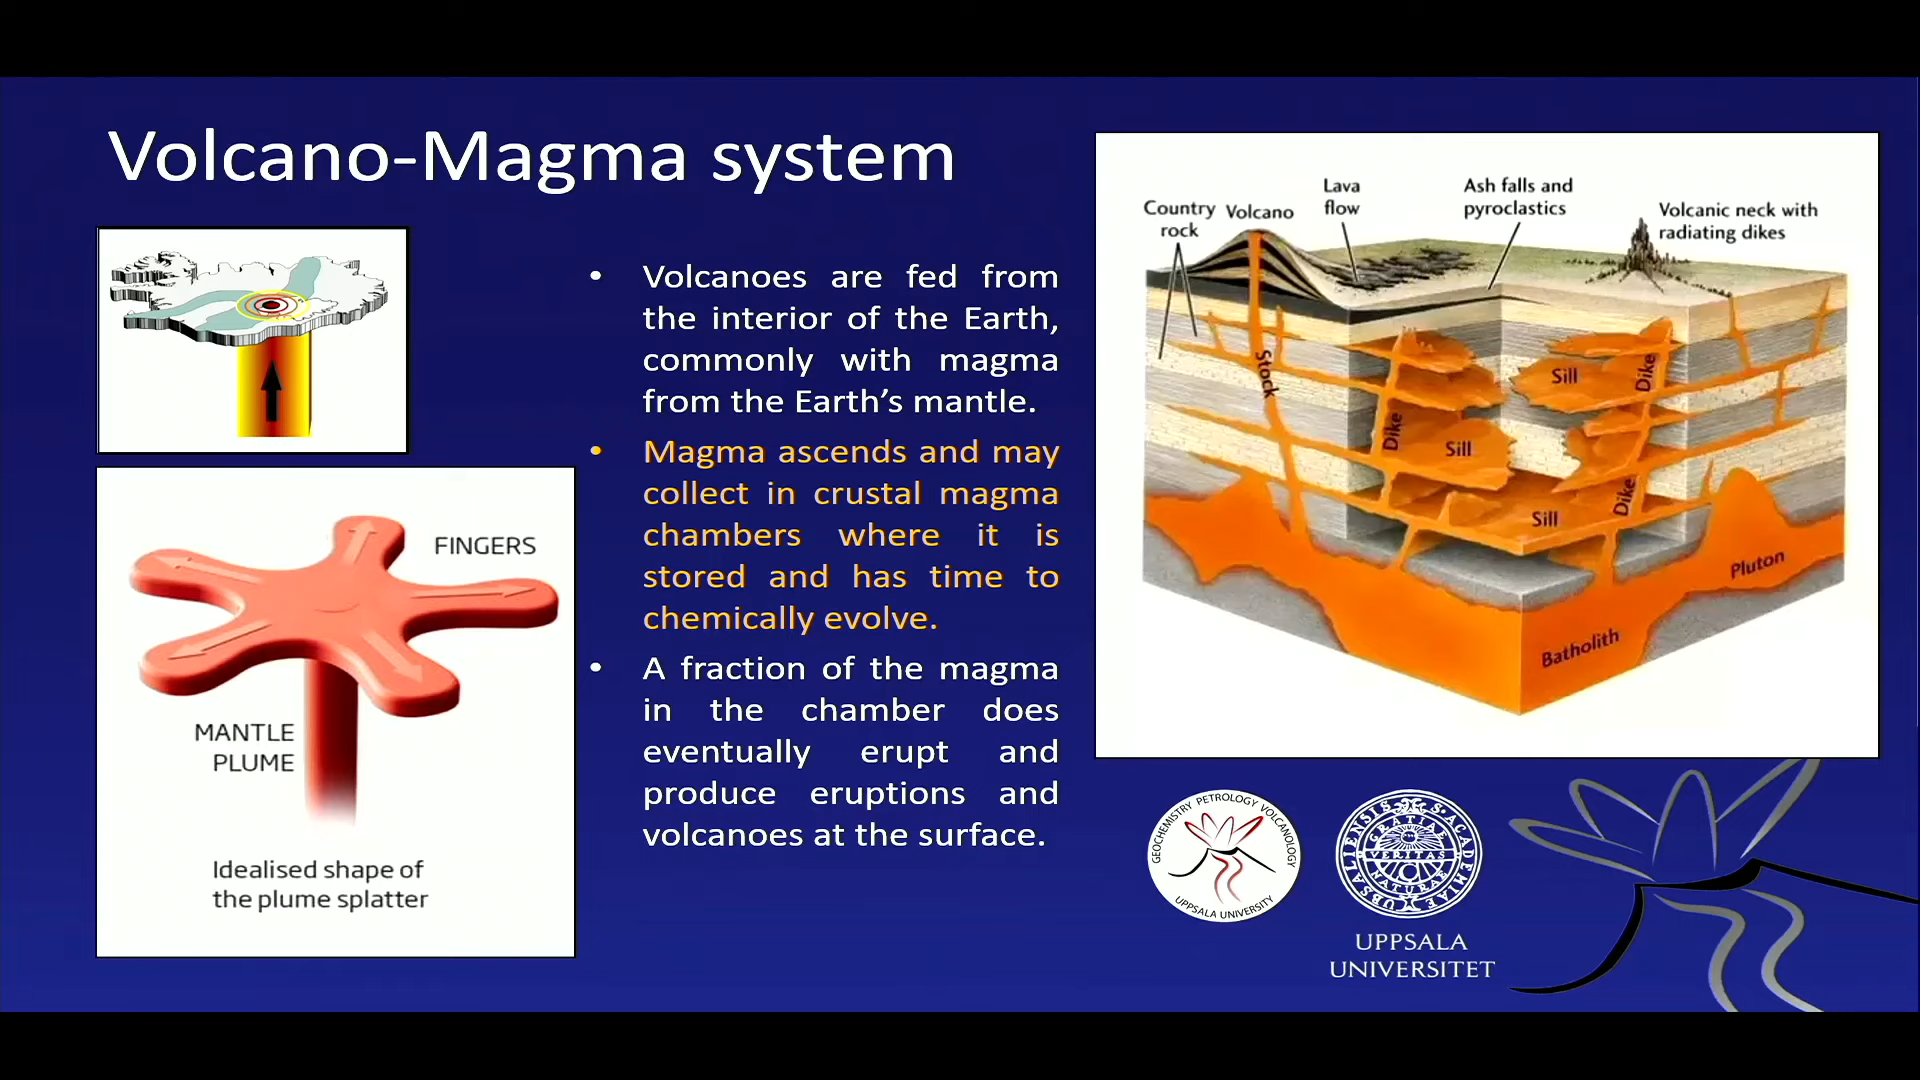 Volcano-Magma system
• Volcanoes are fed from
the interior of the Earth,
commonly with magma
from the Earth’s mantle.
• Magma ascends and may
collect in crustal magma
chambers where it is
stored and has time to
chemically evolve.
• A fraction of the magma
in the chamber does
eventually erupt and
produce eruptions and
volcanoes at the surface.
FINGERS
MANTLE
PLUME
Idealised shape of
the plume splatter
Country
rock
Volcano
Lava
flow
Ash falls and
pyroclastics
Volcanic neck with
radiating dikes
Stock
Dike
Sill
Sill
Dike
Sill
Dike
Pluton
Batholith
GEOCHEMISTRY PETROLOGY VOLCANOLOGY
UPPSALA UNIVERSITY
UBSALIENSIS S. ACADEMIAE
GRATIAE
VERITAS
NATURAE
UPPSALA
UNIVERSITET